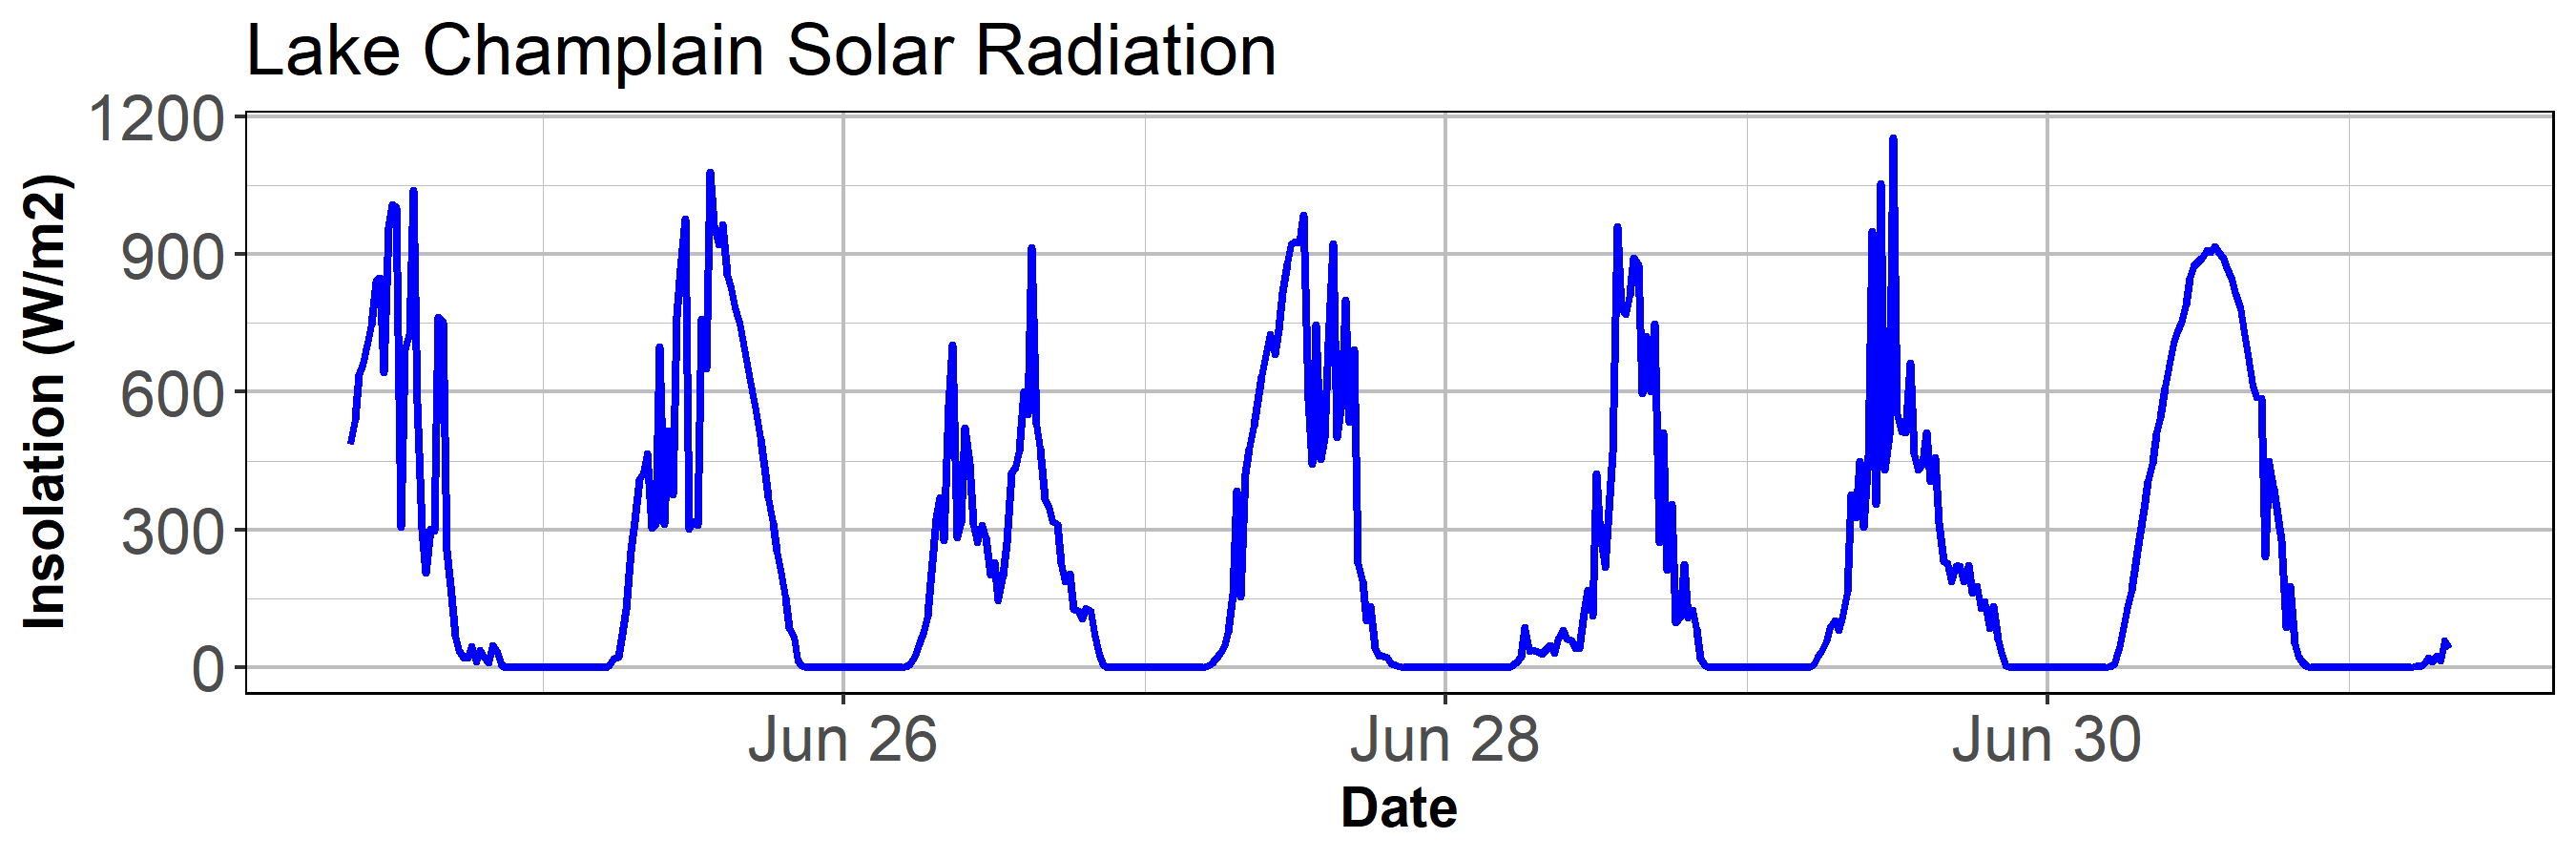 Lake Champlain Solar Radiation
1200
900
600
300
0
Insolation (W/m2)
Jun 26 Jun 28 Jun 30
Date